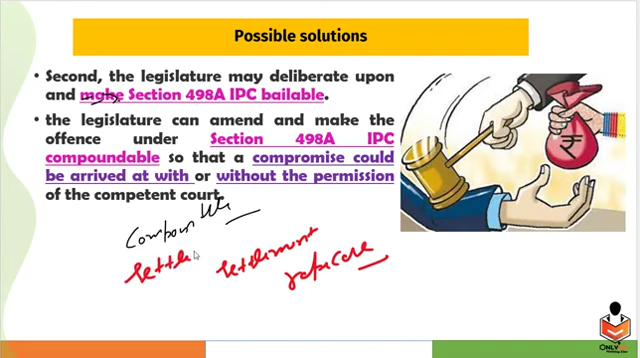 Possible solutions
• Second, the legislature may deliberate upon
and make Section 498A IPC bailable.
• the legislature can amend and make the
offence under Section 498A IPC
compoundable so that a compromise could
be arrived at with or without the permission
of the competent court
settle settlement
ONLY